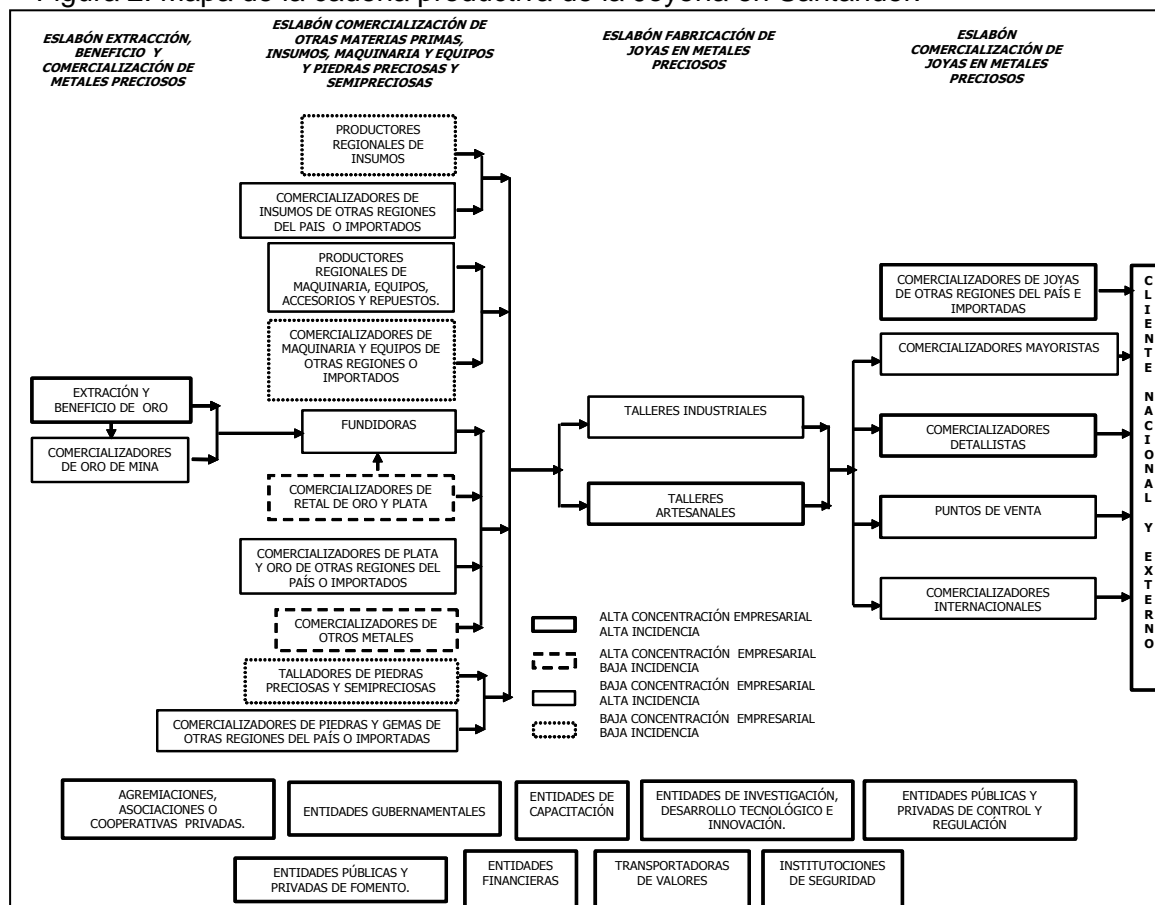 Figura 2. Mapa de la cadena productiva de la Joyería en Santander.
ESLABÓN EXTRACCIÓN,
BENEFICIO Y
COMERCIALIZACIÓN DE
METALES PRECIOSOS
ESLABÓN COMERCIALIZACIÓN DE
OTRAS MATERIAS PRIMAS,
INSUMOS, MAQUINARIA Y EQUIPOS
Y PIEDRAS PRECIOSAS Y
SEMIPRECIOSAS
ESLABÓN FABRICACIÓN DE
JOYAS EN METALES
PRECIOSOS
ESLABÓN
COMERCIALIZACIÓN DE
JOYAS EN METALES
PRECIOSOS
EXTRACIÓN Y
BENEFICIO DE ORO
COMERCIALIZADORES
DE ORO DE MINA
PRODUCTORES
REGIONALES DE
INSUMOS
COMERCIALIZADORES DE
INSUMOS DE OTRAS REGIONES
DEL PAIS O IMPORTADOS
PRODUCTORES
REGIONALES DE
MAQUINARIA, EQUIPOS,
ACCESORIOS Y REPUESTOS.
COMERCIALIZADORES DE
MAQUINARIA Y EQUIPOS DE
OTRAS REGIONES O
IMPORTADOS
FUNDIDORAS
COMERCIALIZADORES DE
RETAL DE ORO Y PLATA
COMERCIALIZADORES DE PLATA
Y ORO DE OTRAS REGIONES DEL
PAÍS O IMPORTADOS
COMERCIALIZADORES DE
OTROS METALES
TALLADORES DE PIEDRAS
PRECIOSAS Y SEMIPRECIOSAS
COMERCIALIZADORES DE PIEDRAS Y GEMAS DE
OTRAS REGIONES DEL PAÍS O IMPORTADAS
TALLERES INDUSTRIALES
TALLERES
ARTESANALES
COMERCIALIZADORES DE JOYAS
DE OTRAS REGIONES DEL PAÍS E
IMPORTADAS
COMERCIALIZADORES MAYORISTAS
COMERCIALIZADORES
DETALLISTAS
PUNTOS DE VENTA
COMERCIALIZADORES
INTERNACIONALES
CLIENTE NACIONAL Y EXTERNO
ALTA CONCENTRACIÓN EMPRESARIAL
ALTA INCIDENCIA
ALTA CONCENTRACIÓN EMPRESARIAL
BAJA INCIDENCIA
BAJA CONCENTRACIÓN EMPRESARIAL
ALTA INCIDENCIA
BAJA CONCENTRACIÓN EMPRESARIAL
BAJA INCIDENCIA
AGREMIACIONES,
ASOCIACIONES O
COOPERATIVAS PRIVADAS.
ENTIDADES GUBERNAMENTALES
ENTIDADES DE
CAPACITACIÓN
ENTIDADES DE INVESTIGACIÓN,
DESARROLLO TECNOLÓGICO E
INNOVACIÓN.
ENTIDADES PÚBLICAS Y
PRIVADAS DE CONTROL Y
REGULACIÓN
ENTIDADES PÚBLICAS Y
PRIVADAS DE FOMENTO.
ENTIDADES
FINANCIERAS
TRANSPORTADORAS
DE VALORES
INSTITUTOCIONES
DE SEGURIDAD